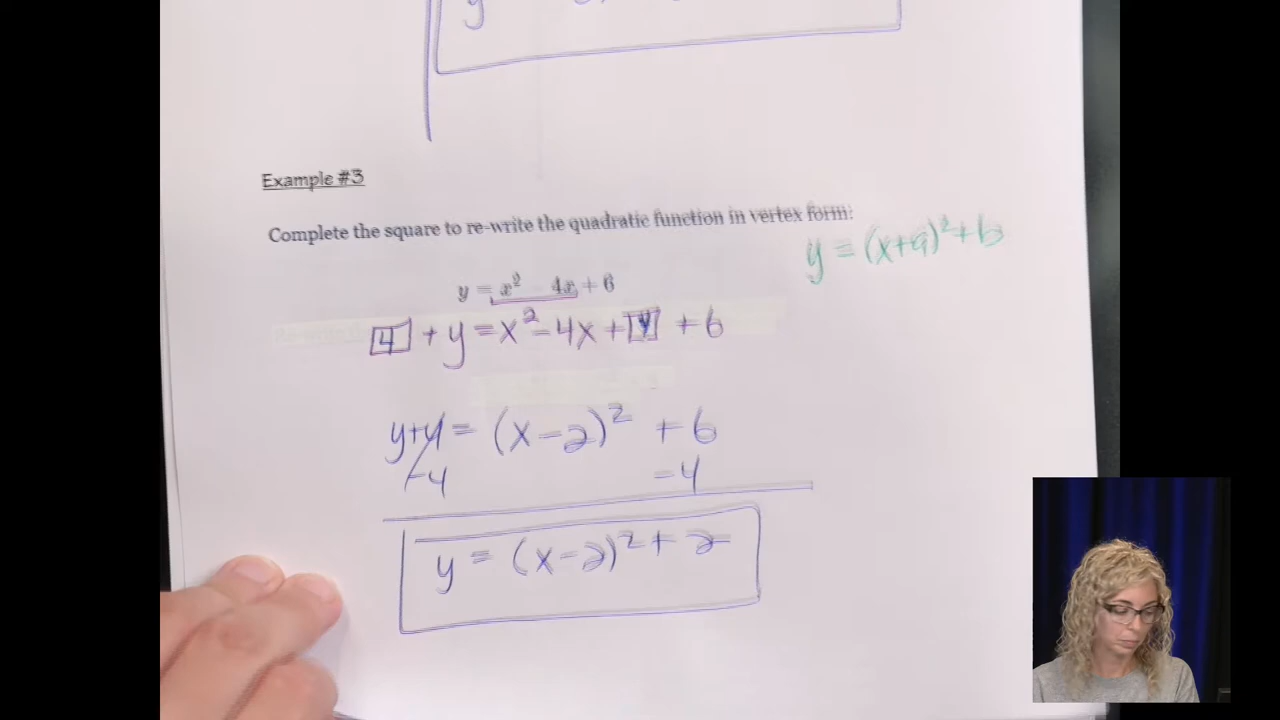 y
Example #3
Complete the square to re-write the quadratic function in vertex form:
y = (x+a)²+b
y = x² 4x + 6
4 + y = x² - 4x + 4 + 6
y+4 = (x-2)² + 6
-4 -4
y = (x-2)² + 2